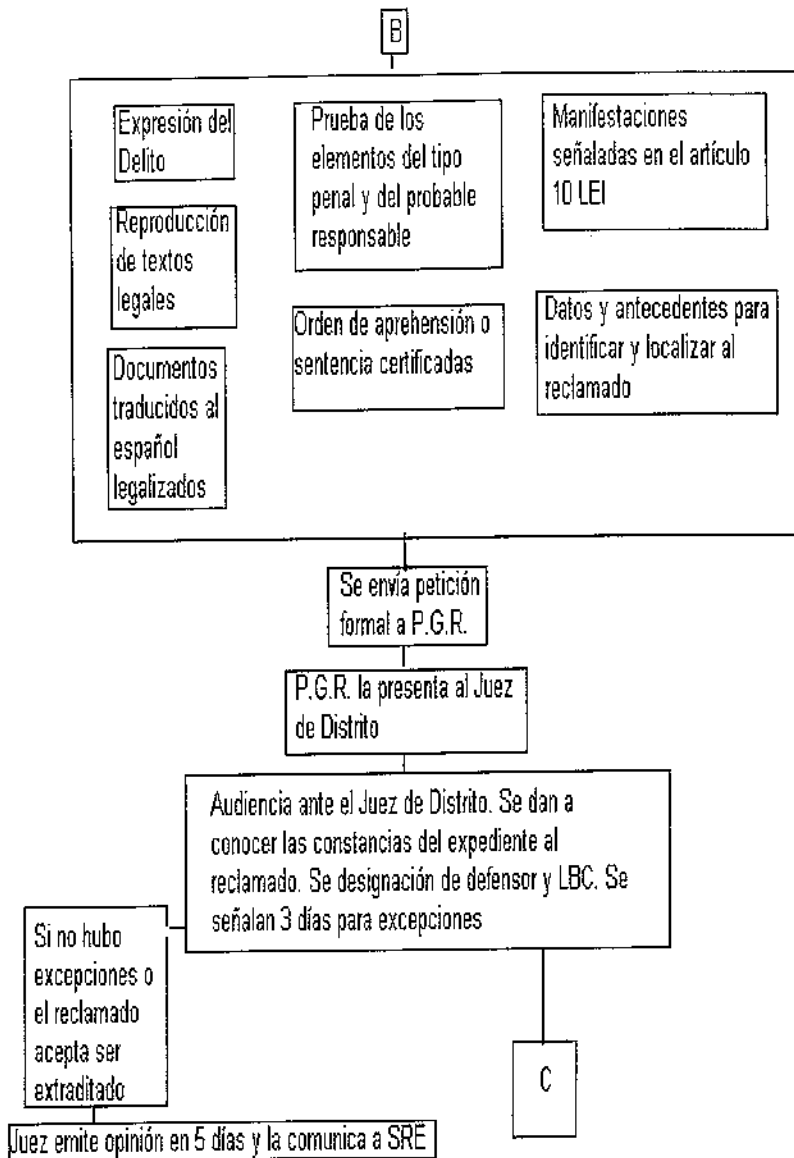 B
Expresión del
Delito
Reproducción
de textos
legales
Documentos
traducidos al
español
legalizados
Prueba de los
elementos del tipo
penal y del probable
responsable
Orden de aprehensión o
sentencia certificadas
Manifestaciones
señaladas en el artículo
10 LEI
Datos y antecedentes para
identificar y localizar al
reclamado
Se envía petición
formal a P.G.R.
P.G.R. la presenta al Juez
de Distrito
Audiencia ante el Juez de Distrito. Se dan a
conocer las constancias del expediente al
reclamado. Se designación de defensor y LBC. Se
señalan 3 días para excepciones
Si no hubo
excepciones o
el reclamado
acepta ser
extraditado
Juez emite opinión en 5 días y la comunica a SRE
C